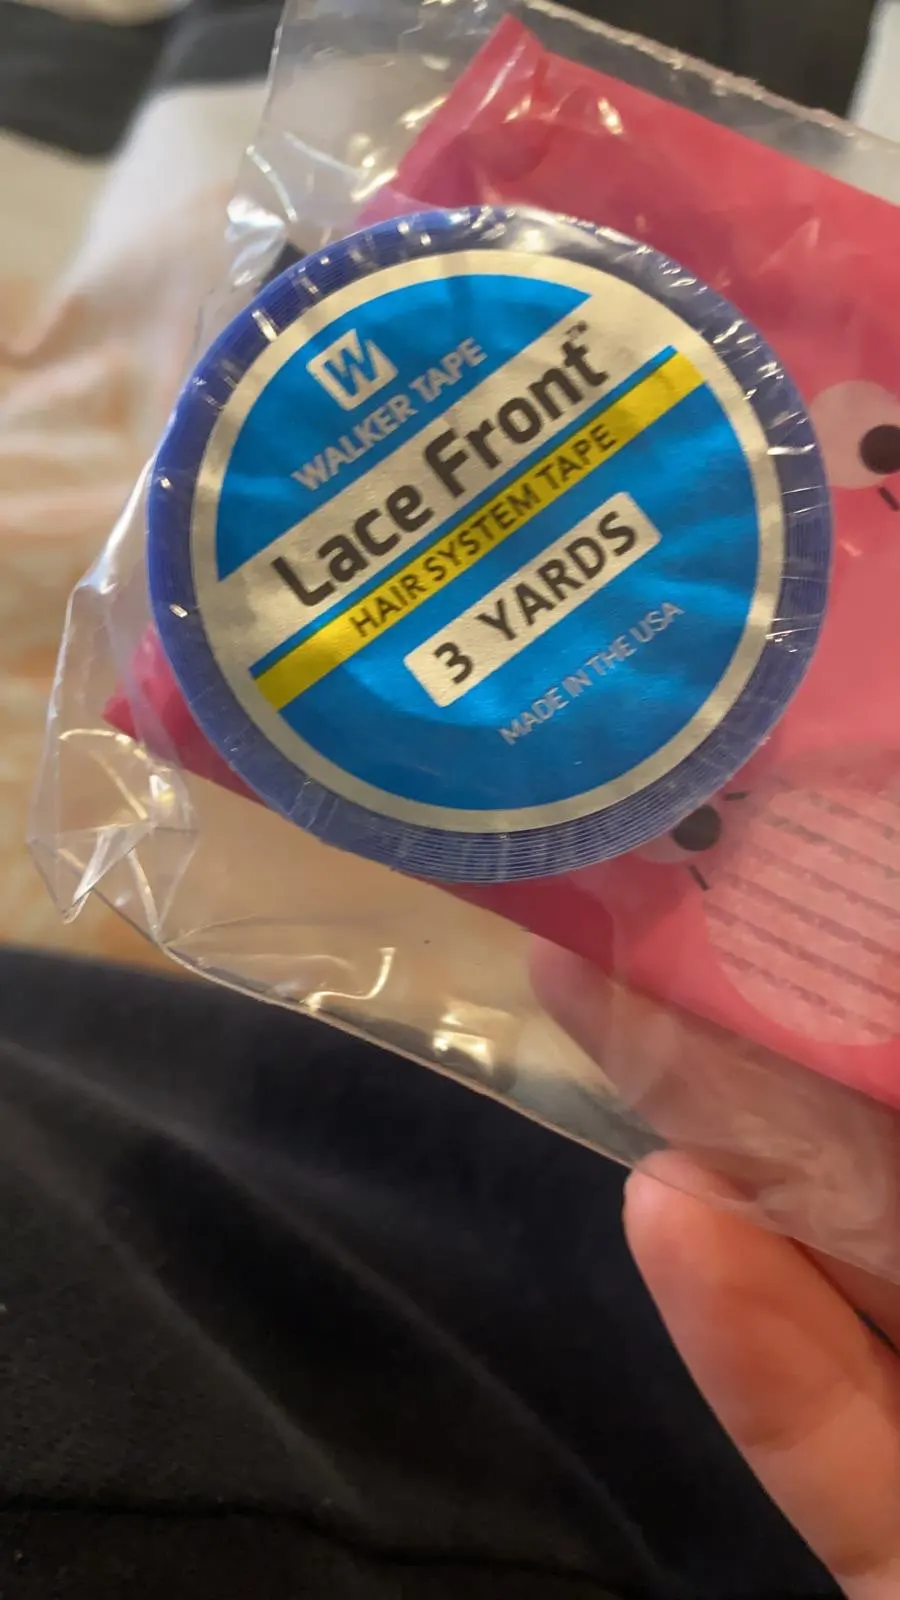 W
WALKER TAPE
Lace Front™
HAIR SYSTEM TAPE
3 YARDS
MADE IN THE USA